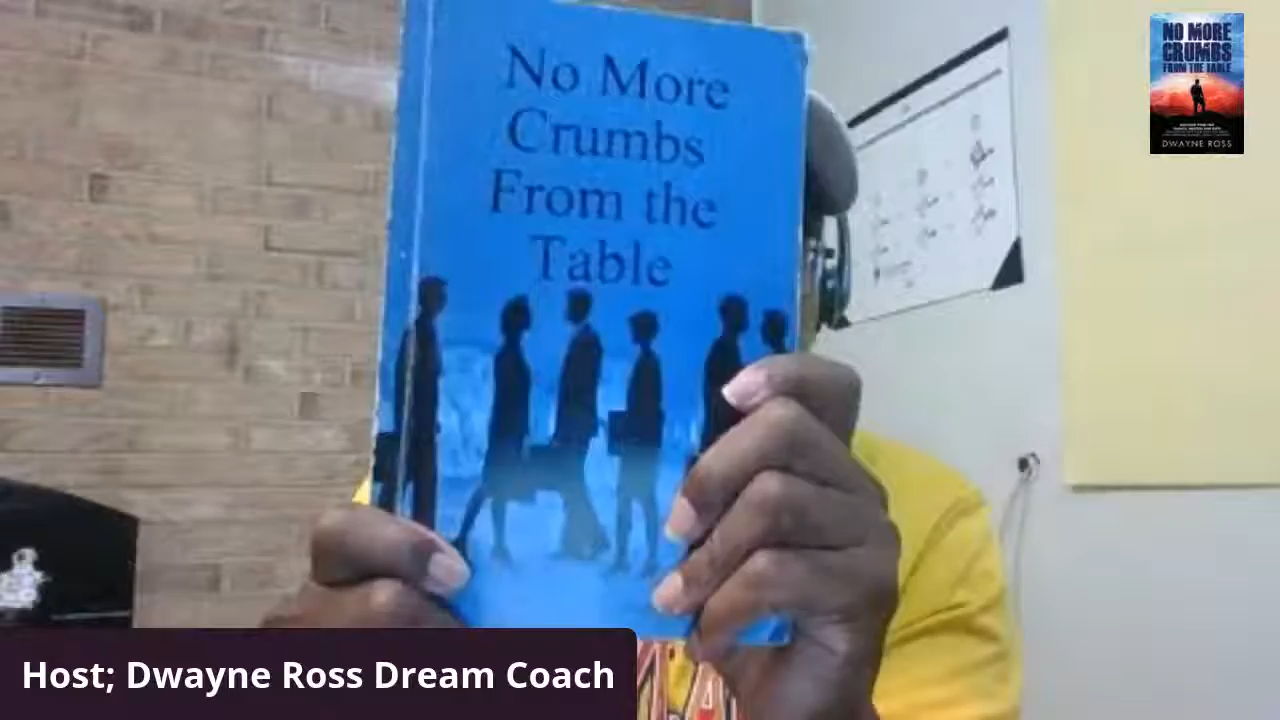 No More
Crumbs
From the
Table
NO MORE
CRUMBS
FROM THE TABLE
DWAYNE ROSS
Host; Dwayne Ross Dream Coach